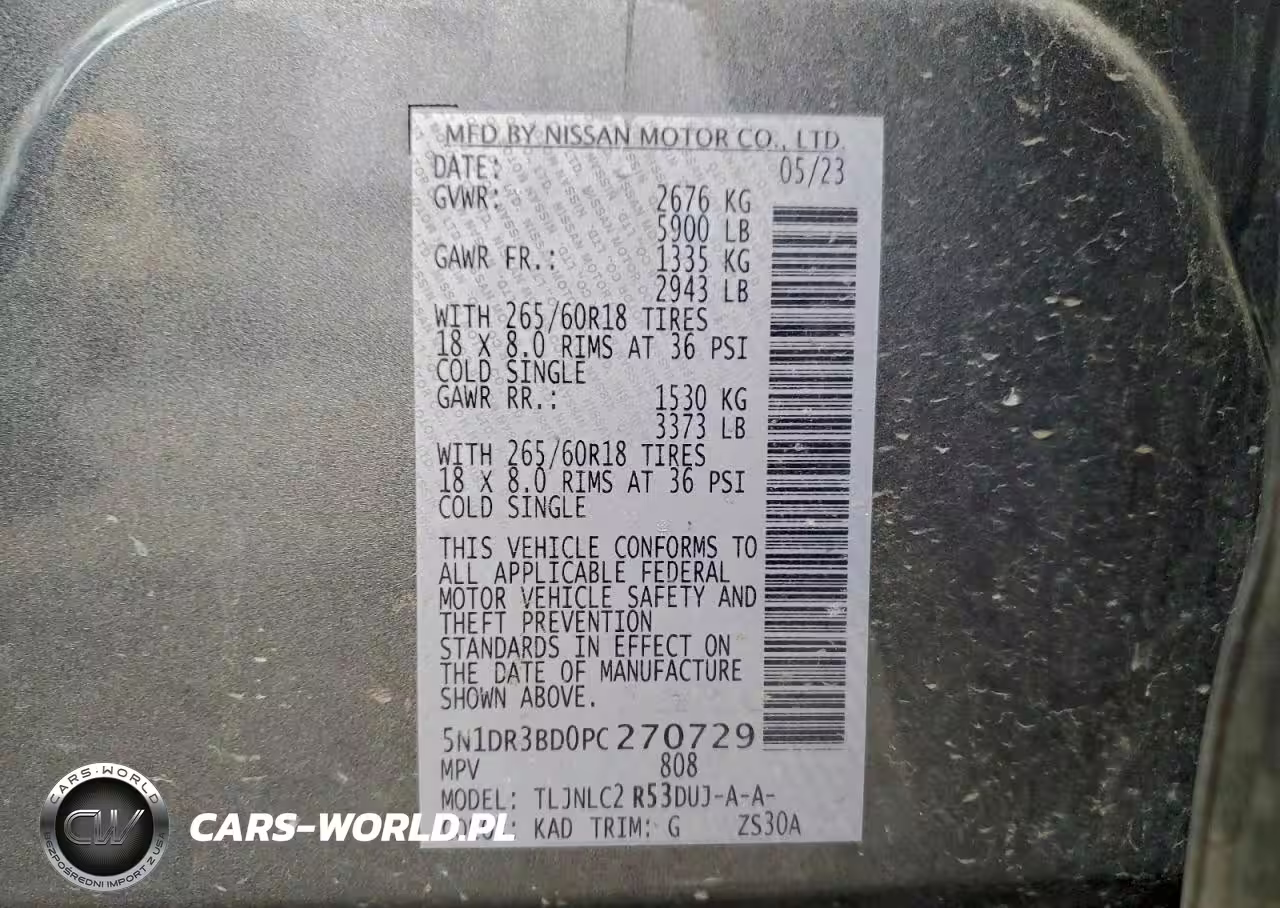 MFD BY NISSAN MOTOR CO., LTD.
DATE: 05/23
GVWR: 2676 KG
5900 LB
GAWR FR.: 1335 KG
2943 LB
WITH 265/60R18 TIRES
18 X 8.0 RIMS AT 36 PSI
COLD SINGLE
GAWR RR.: 1530 KG
3373 LB
WITH 265/60R18 TIRES
18 X 8.0 RIMS AT 36 PSI
COLD SINGLE
THIS VEHICLE CONFORMS TO
ALL APPLICABLE FEDERAL
MOTOR VEHICLE SAFETY AND
THEFT PREVENTION
STANDARDS IN EFFECT ON
THE DATE OF MANUFACTURE
SHOWN ABOVE.
5N1DR3BD0PC270729
MPV 808
MODEL: TLJNLC2 R53DUJ-A-A-
KAD TRIM: G ZS30A
CARS-WORLD
CW
BEZPOŚREDNI IMPORT Z USA
CARS-WORLD.PL